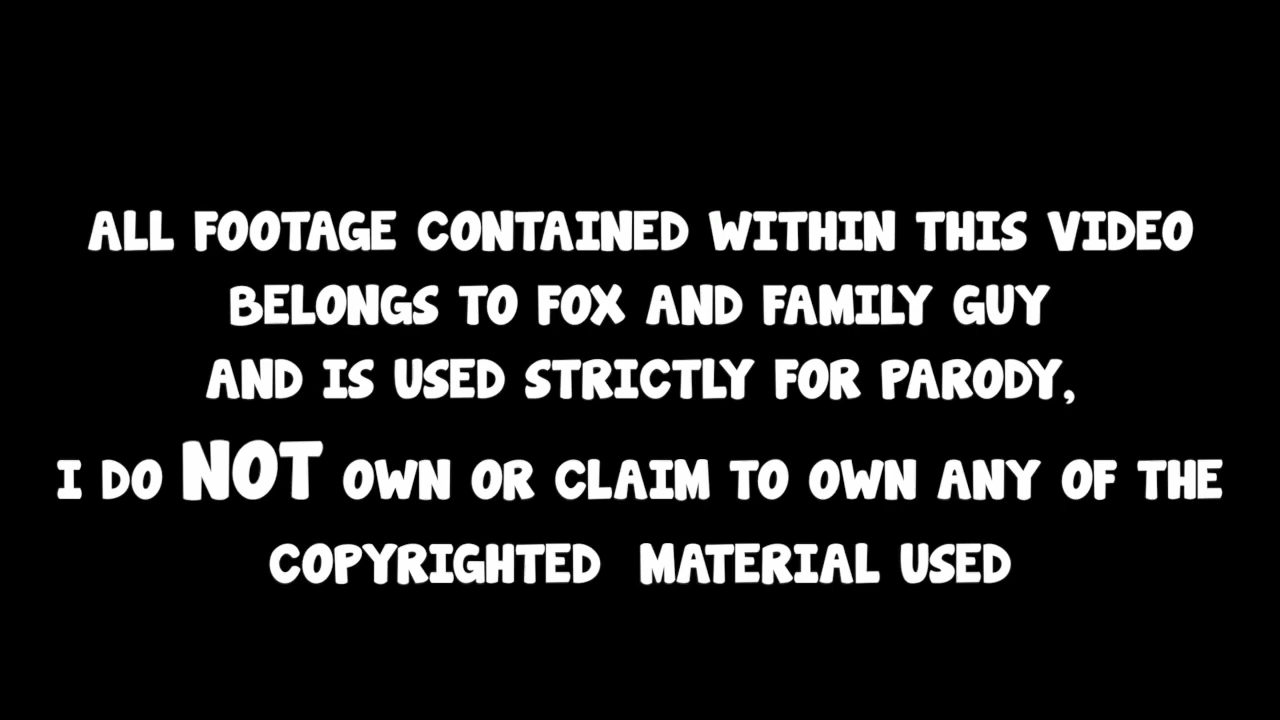 ALL FOOTAGE CONTAINED WITHIN THIS VIDEO
BELONGS TO FOX AND FAMILY GUY
AND IS USED STRICTLY FOR PARODY,
I DO NOT OWN OR CLAIM TO OWN ANY OF THE
COPYRIGHTED MATERIAL USED